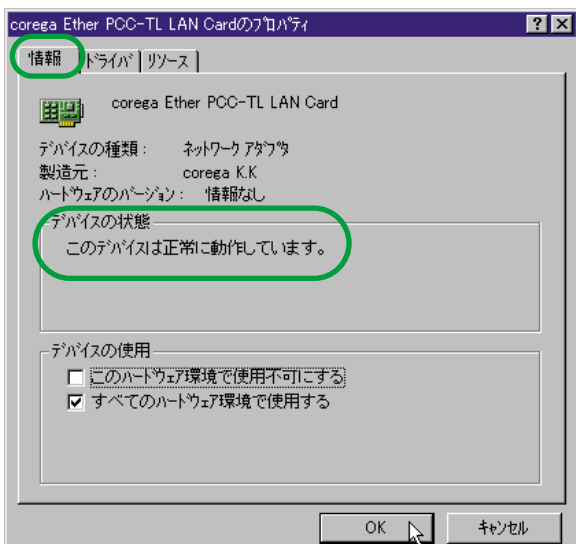 corega Ether PCC-TL LAN Cardのﾌﾟﾛﾊﾟﾃｨ
情報 ﾄﾞﾗｲﾊﾞ ﾘｿｰｽ
corega Ether PCC-TL LAN Card
ﾃﾞﾊﾞｲｽの種類： ﾈｯﾄﾜｰｸ ｱﾀﾞﾌﾟﾀ
製造元： corega K.K
ﾊｰﾄﾞｳｪｱのﾊﾞｰｼﾞｮﾝ： 情報なし
ﾃﾞﾊﾞｲｽの状態
このﾃﾞﾊﾞｲｽは正常に動作しています。
ﾃﾞﾊﾞｲｽの使用
このﾊｰﾄﾞｳｪｱ環境で使用不可にする
すべてのﾊｰﾄﾞｳｪｱ環境で使用する
OK ｷｬﾝｾﾙ